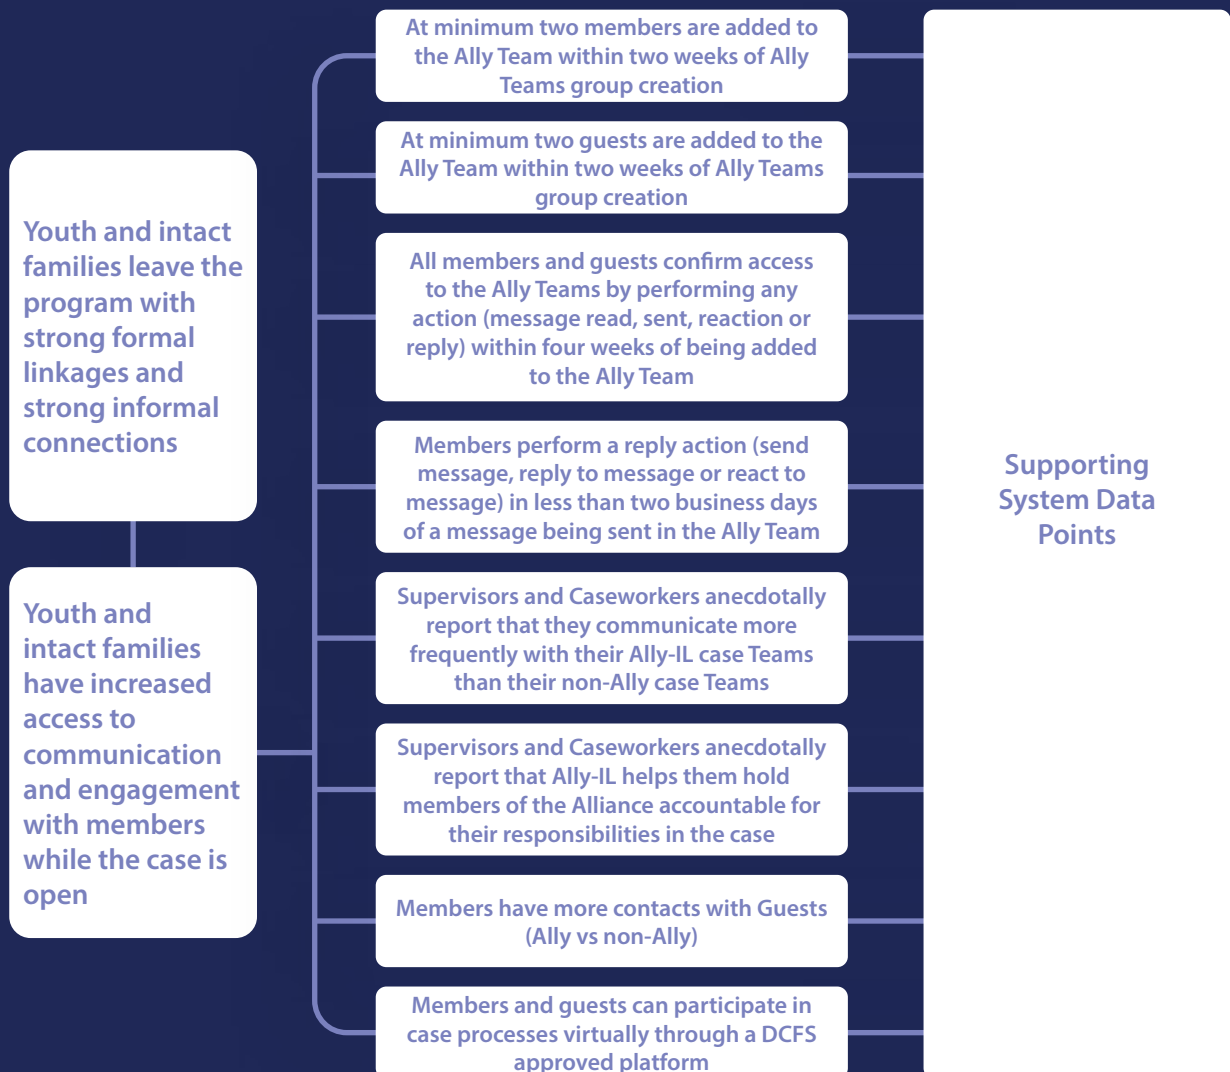 Youth and intact
families leave the
program with
strong formal
linkages and
strong informal
connections
Youth and
intact families
have increased
access to
communication
and engagement
with members
while the case is
open
At minimum two members are added to
the Ally Team within two weeks of Ally
Teams group creation
At minimum two guests are added to the
Ally Team within two weeks of Ally Teams
group creation
All members and guests confirm access
to the Ally Teams by performing any
action (message read, sent, reaction or
reply) within four weeks of being added
to the Ally Team
Members perform a reply action (send
message, reply to message or react to
message) in less than two business days
of a message being sent in the Ally Team
Supervisors and Caseworkers anecdotally
report that they communicate more
frequently with their Ally-IL case Teams
than their non-Ally case Teams
Supervisors and Caseworkers anecdotally
report that Ally-IL helps them hold
members of the Alliance accountable for
their responsibilities in the case
Members have more contacts with Guests
(Ally vs non-Ally)
Members and guests can participate in
case processes virtually through a DCFS
approved platform
Supporting
System Data
Points